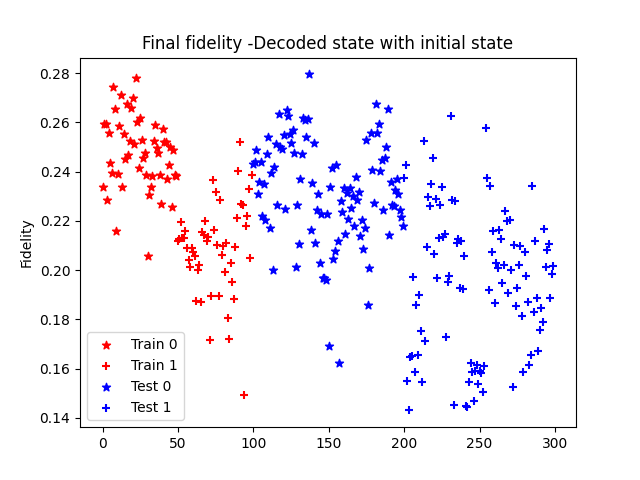 Final fidelity -Decoded state with initial state
Fidelity
0.28
0.26
0.24
0.22
0.20
0.18
0.16
0.14
Train 0
Train 1
Test 0
Test 1
0 50 100 150 200 250 300